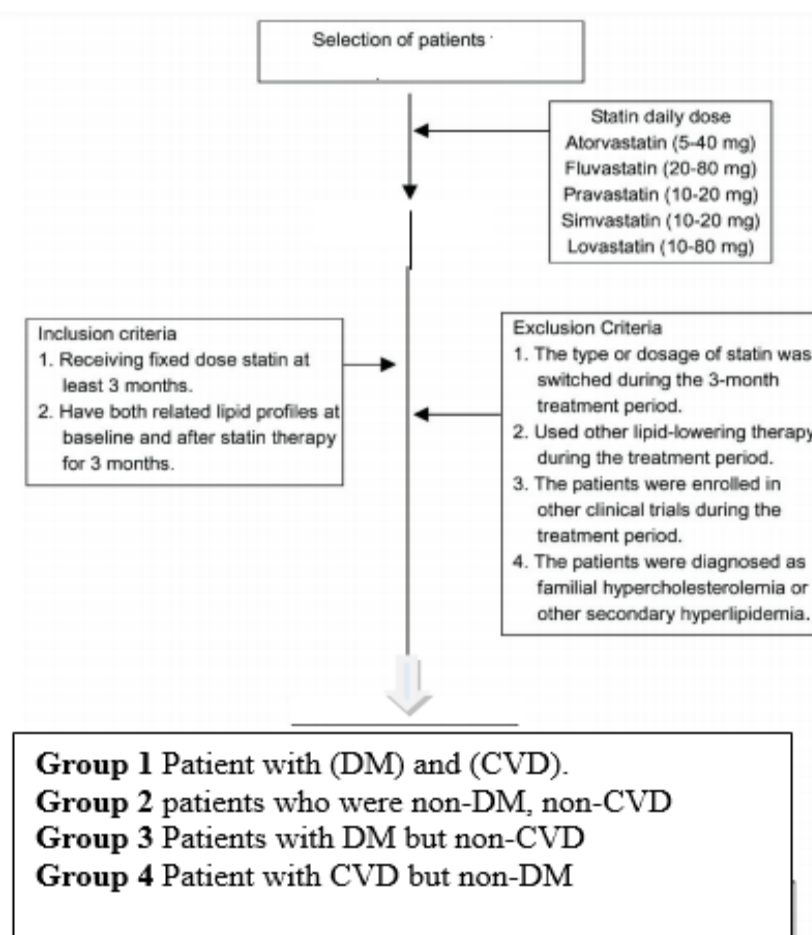 Selection of patients
Statin daily dose
Atorvastatin (5-40 mg)
Fluvastatin (20-80 mg)
Pravastatin (10-20 mg)
Simvastatin (10-20 mg)
Lovastatin (10-80 mg)
Inclusion criteria
1. Receiving fixed dose statin at
least 3 months.
2. Have both related lipid profiles at
baseline and after statin therapy
for 3 months.
Exclusion Criteria
1. The type or dosage of statin was
switched during the 3-month
treatment period.
2. Used other lipid-lowering therapy
during the treatment period.
3. The patients were enrolled in
other clinical trials during the
treatment period.
4. The patients were diagnosed as
familial hypercholesterolemia or
other secondary hyperlipidemia.
Group 1 Patient with (DM) and (CVD).
Group 2 patients who were non-DM, non-CVD
Group 3 Patients with DM but non-CVD
Group 4 Patient with CVD but non-DM